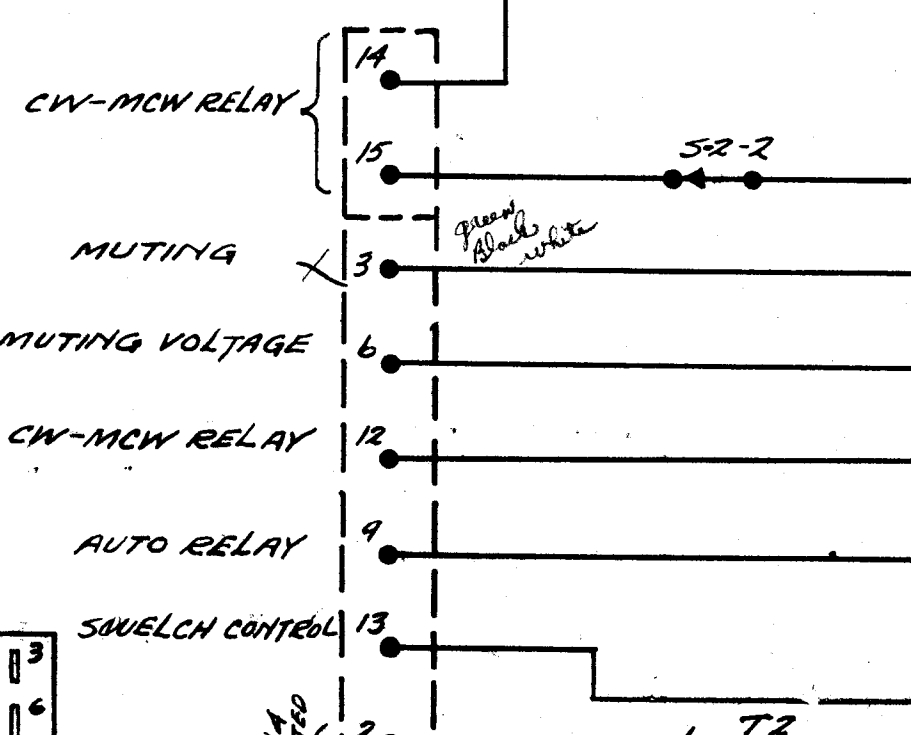 14
CW-MCW RELAY
15
S-2-2
green
Black
white
MUTING
3
MUTING VOLTAGE
6
CW-MCW RELAY
12
AUTO RELAY
9
SQUELCH CONTROL
13
3
6
2
T2